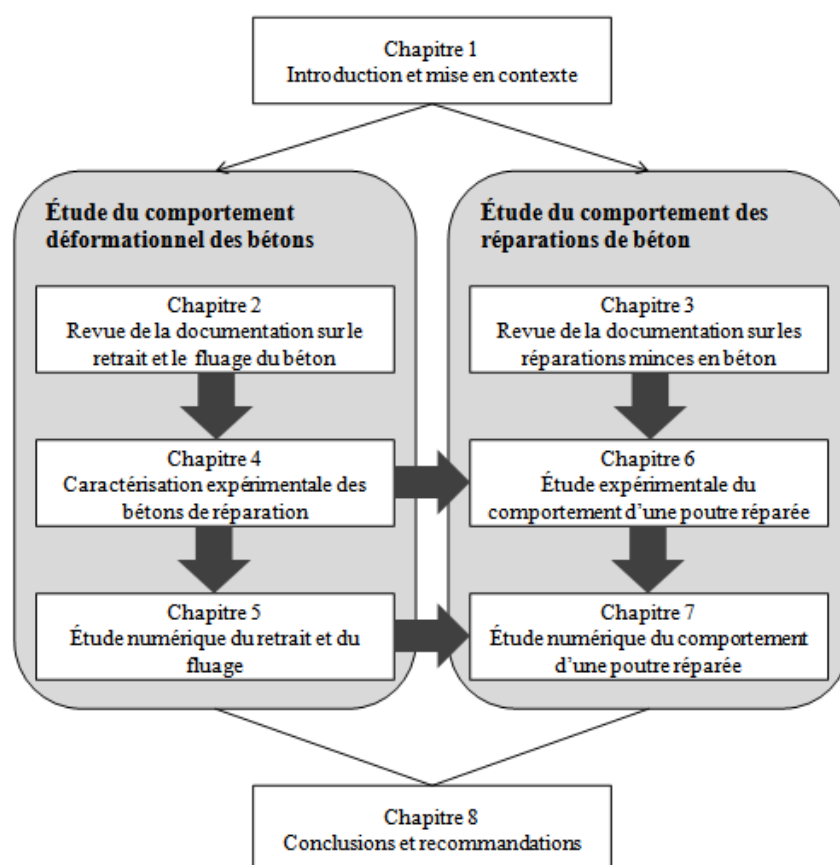 Chapitre 1
Introduction et mise en contexte
Étude du comportement
déformationnel des bétons
Chapitre 2
Revue de la documentation sur le
retrait et le fluage du béton
Chapitre 4
Caractérisation expérimentale des
bétons de réparation
Chapitre 5
Étude numérique du retrait et du
fluage
Étude du comportement des
réparations de béton
Chapitre 3
Revue de la documentation sur les
réparations minces en béton
Chapitre 6
Étude expérimentale du
comportement d'une poutre réparée
Chapitre 7
Étude numérique du comportement
d'une poutre réparée
Chapitre 8
Conclusions et recommandations